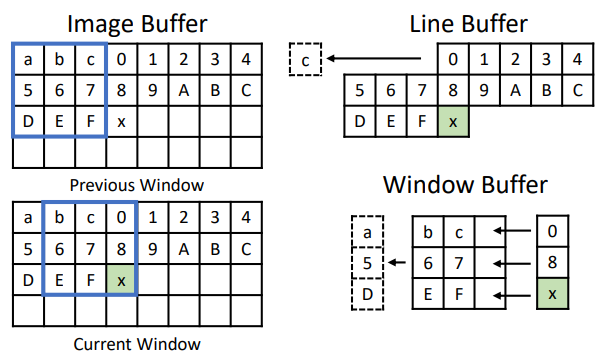 Image Buffer
a b c 0 1 2 3 4
5 6 7 8 9 A B C
D E F x
Previous Window
a b c 0 1 2 3 4
5 6 7 8 9 A B C
D E F x
Current Window
Line Buffer
c 0 1 2 3 4
5 6 7 8 9 A B C
D E F x
Window Buffer
a b c 0
5 6 7 8
D E F x